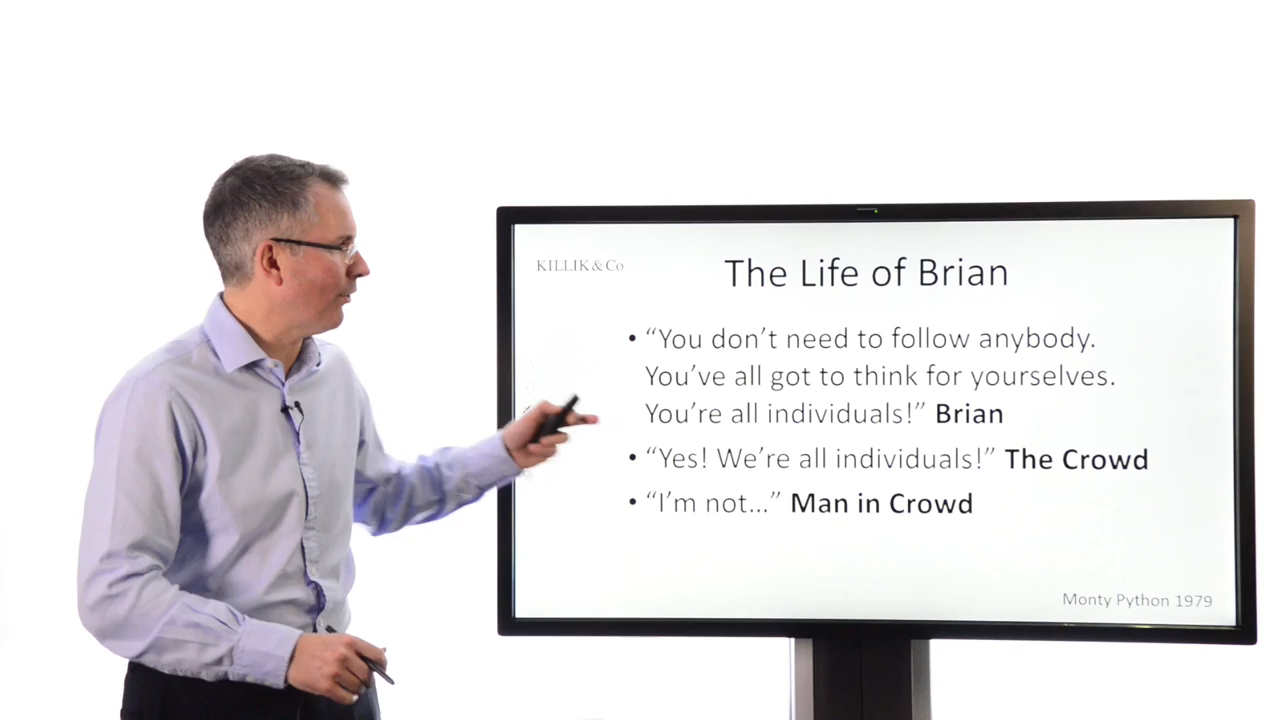 KILLIK & Co
The Life of Brian
• “You don’t need to follow anybody.
You’ve all got to think for yourselves.
You’re all individuals!” Brian
• “Yes! We’re all individuals!” The Crowd
• “I’m not…” Man in Crowd
Monty Python 1979